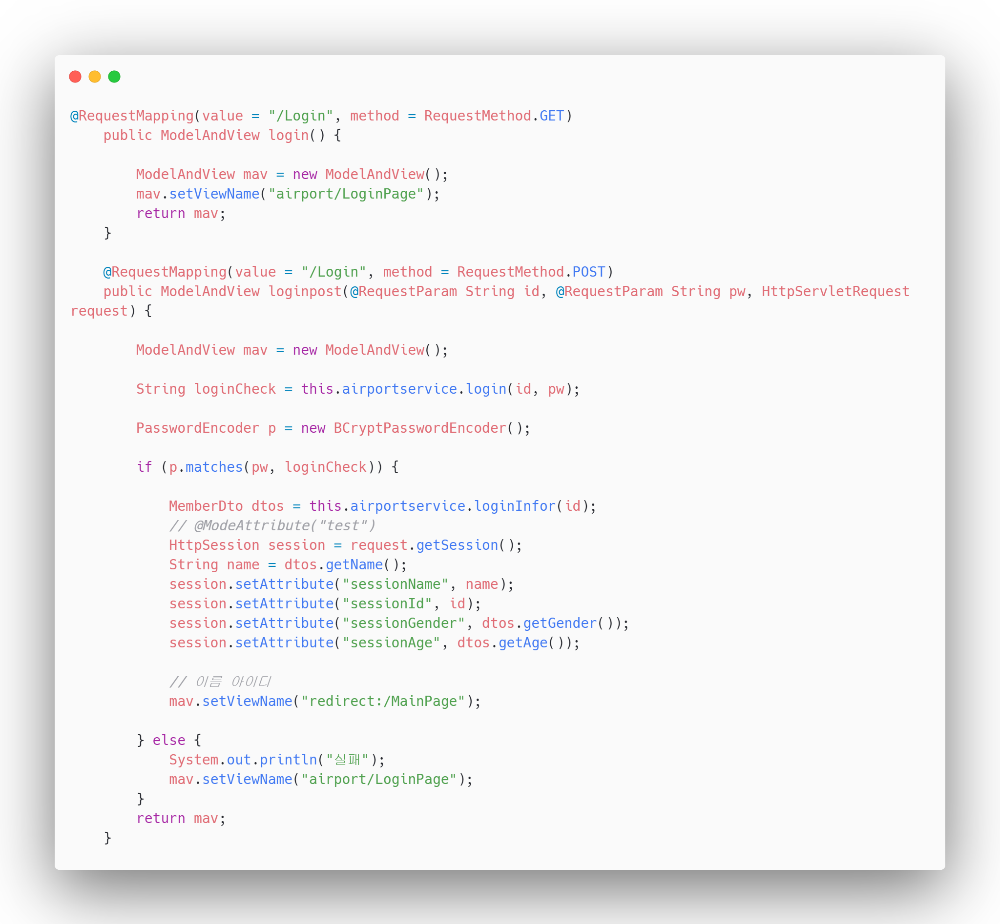 @RequestMapping(value = "/Login", method = RequestMethod.GET)
    public ModelAndView login() {

        ModelAndView mav = new ModelAndView();
        mav.setViewName("airport/LoginPage");
        return mav;
    }

    @RequestMapping(value = "/Login", method = RequestMethod.POST)
    public ModelAndView loginpost(@RequestParam String id, @RequestParam String pw, HttpServletRequest
request) {

        ModelAndView mav = new ModelAndView();

        String loginCheck = this.airportservice.login(id, pw);

        PasswordEncoder p = new BCryptPasswordEncoder();

        if (p.matches(pw, loginCheck)) {

            MemberDto dtos = this.airportservice.loginInfor(id);
            // @ModeAttribute("test")
            HttpSession session = request.getSession();
            String name = dtos.getName();
            session.setAttribute("sessionName", name);
            session.setAttribute("sessionId", id);
            session.setAttribute("sessionGender", dtos.getGender());
            session.setAttribute("sessionAge", dtos.getAge());

            // 이름 아이디
            mav.setViewName("redirect:/MainPage");

        } else {
            System.out.println("실패");
            mav.setViewName("airport/LoginPage");
        }
        return mav;
    }